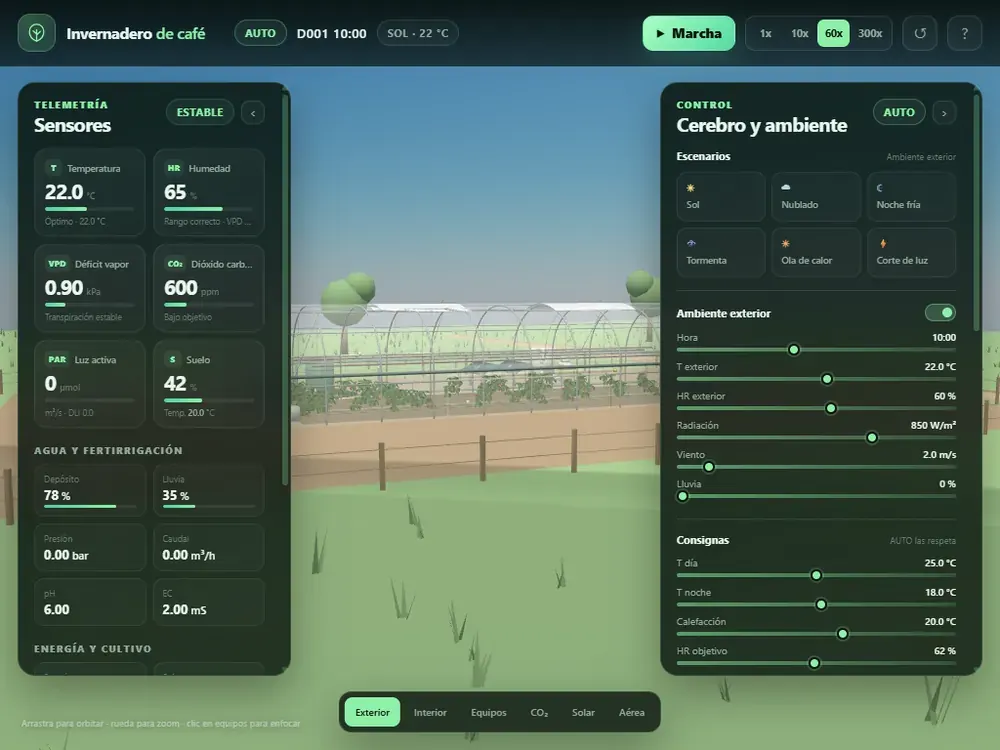 Invernadero de café
AUTO
D001 10:00
SOL · 22 °C
Marcha
1x
10x
60x
300x
?
TELEMETRÍA
Sensores
ESTABLE
T Temperatura
22.0 °C
Óptimo · 22.0 °C
HR Humedad
65 %
Rango correcto · VPD ...
VPD Déficit vapor
0.90 kPa
Transpiración estable
CO₂ Dióxido carb...
600 ppm
Bajo objetivo
PAR Luz activa
0 μmol
m²/s · DLI 0.0
S Suelo
42 %
Temp. 20.0 °C
AGUA Y FERTIRRIGACIÓN
Depósito
78 %
Lluvia
35 %
Presión
0.00 bar
Caudal
0.00 m³/h
pH
6.00
EC
2.00 mS
ENERGÍA Y CULTIVO
CONTROL
Cerebro y ambiente
AUTO
Escenarios
Ambiente exterior
Sol
Nublado
Noche fría
Tormenta
Ola de calor
Corte de luz
Ambiente exterior
Hora 10:00
T exterior 22.0 °C
HR exterior 60 %
Radiación 850 W/m²
Viento 2.0 m/s
Lluvia 0 %
Consignas
AUTO las respeta
T día 25.0 °C
T noche 18.0 °C
Calefacción 20.0 °C
HR objetivo 62 %
Arrastra para orbitar · rueda para zoom · clic en equipos para enfocar
Exterior
Interior
Equipos
CO₂
Solar
Aérea